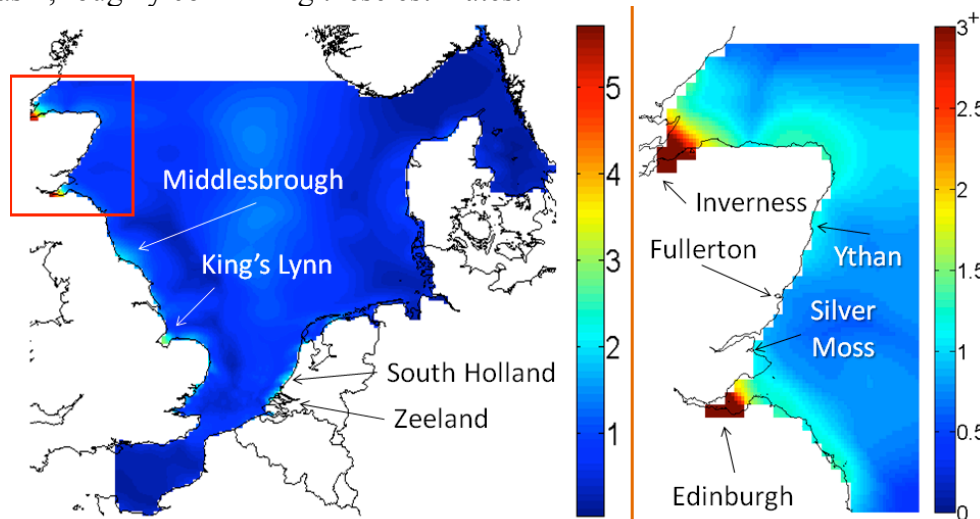 Middlesbrough
King's Lynn
South Holland
Zeeland
5
4
3
2
1
Inverness
Fullerton
Ythan
Silver
Moss
Edinburgh
3+
2.5
2
1.5
1
0.5
0